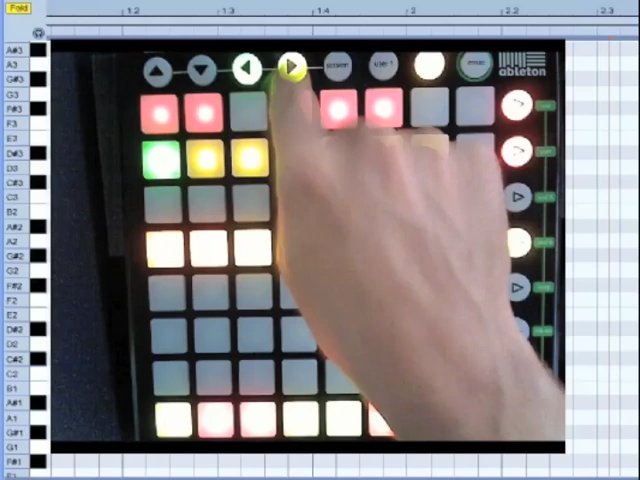 Fold
1.2 1.3 1.4 2 2.2 2.3
A#3
A3
G#3
G3
F#3
F3
E3
D#3
D3
C#3
C3
B2
A#2
A2
G#2
G2
F#2
F2
E2
D#2
D2
C#2
C2
B1
A#1
A1
G#1
G1
F#1
session
user 1
ableton